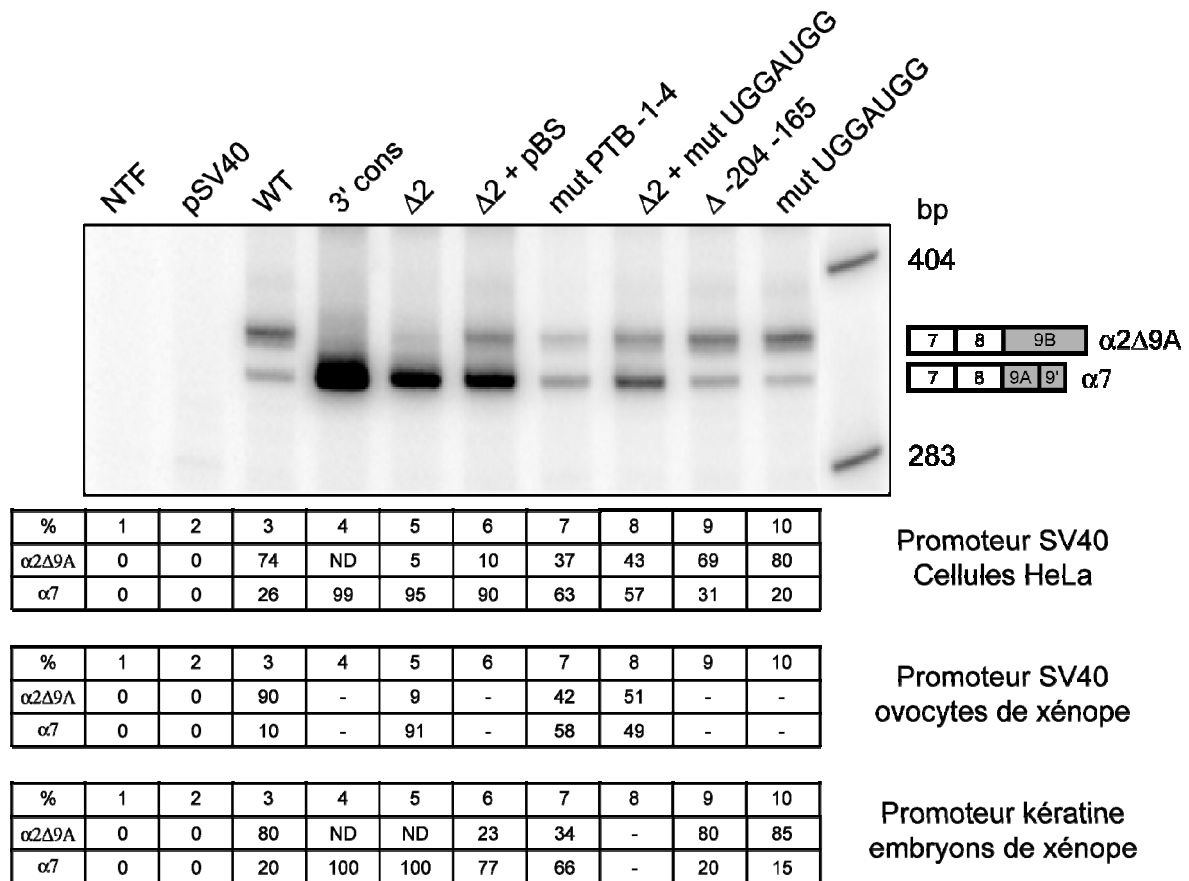 NTF
pSV40
WT
3' cons
Δ2
Δ2 + pBS
mut PTB -1-4
Δ2 + mut UGGAUGG
Δ -204 -165
mut UGGAUGG
bp
404
283
7 8 9B α2Δ9A
7 8 9A 9' α7
% 1 2 3 4 5 6 7 8 9 10
α2Δ9A 0 0 74 ND 5 10 37 43 69 80
α7 0 0 26 99 95 90 63 57 31 20
Promoteur SV40
Cellules HeLa
% 1 2 3 4 5 6 7 8 9 10
α2Δ9A 0 0 90 - 9 - 42 51 - -
α7 0 0 10 - 91 - 58 49 - -
Promoteur SV40
ovocytes de xénope
% 1 2 3 4 5 6 7 8 9 10
α2Δ9A 0 0 80 ND ND 23 34 - 80 85
α7 0 0 20 100 100 77 66 - 20 15
Promoteur kératine
embryons de xénope